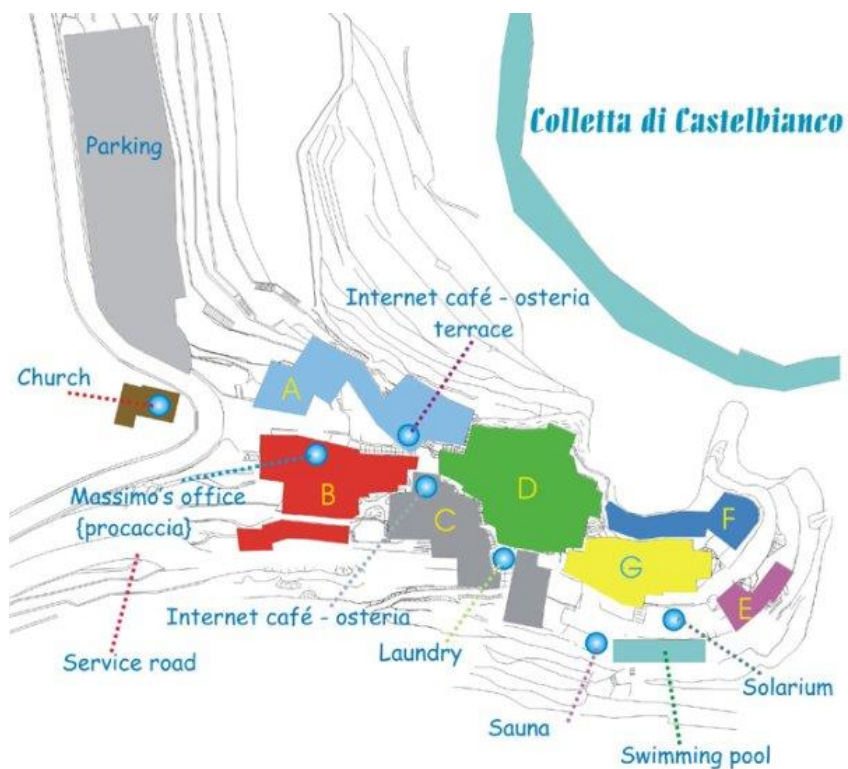 Colletta di Castelbianco
Parking
Internet café - osteria
terrace
Church
A
Massimo's office
{procaccia}
B
C
D
F
G
E
Internet café - osteria
Service road
Laundry
Solarium
Sauna
Swimming pool